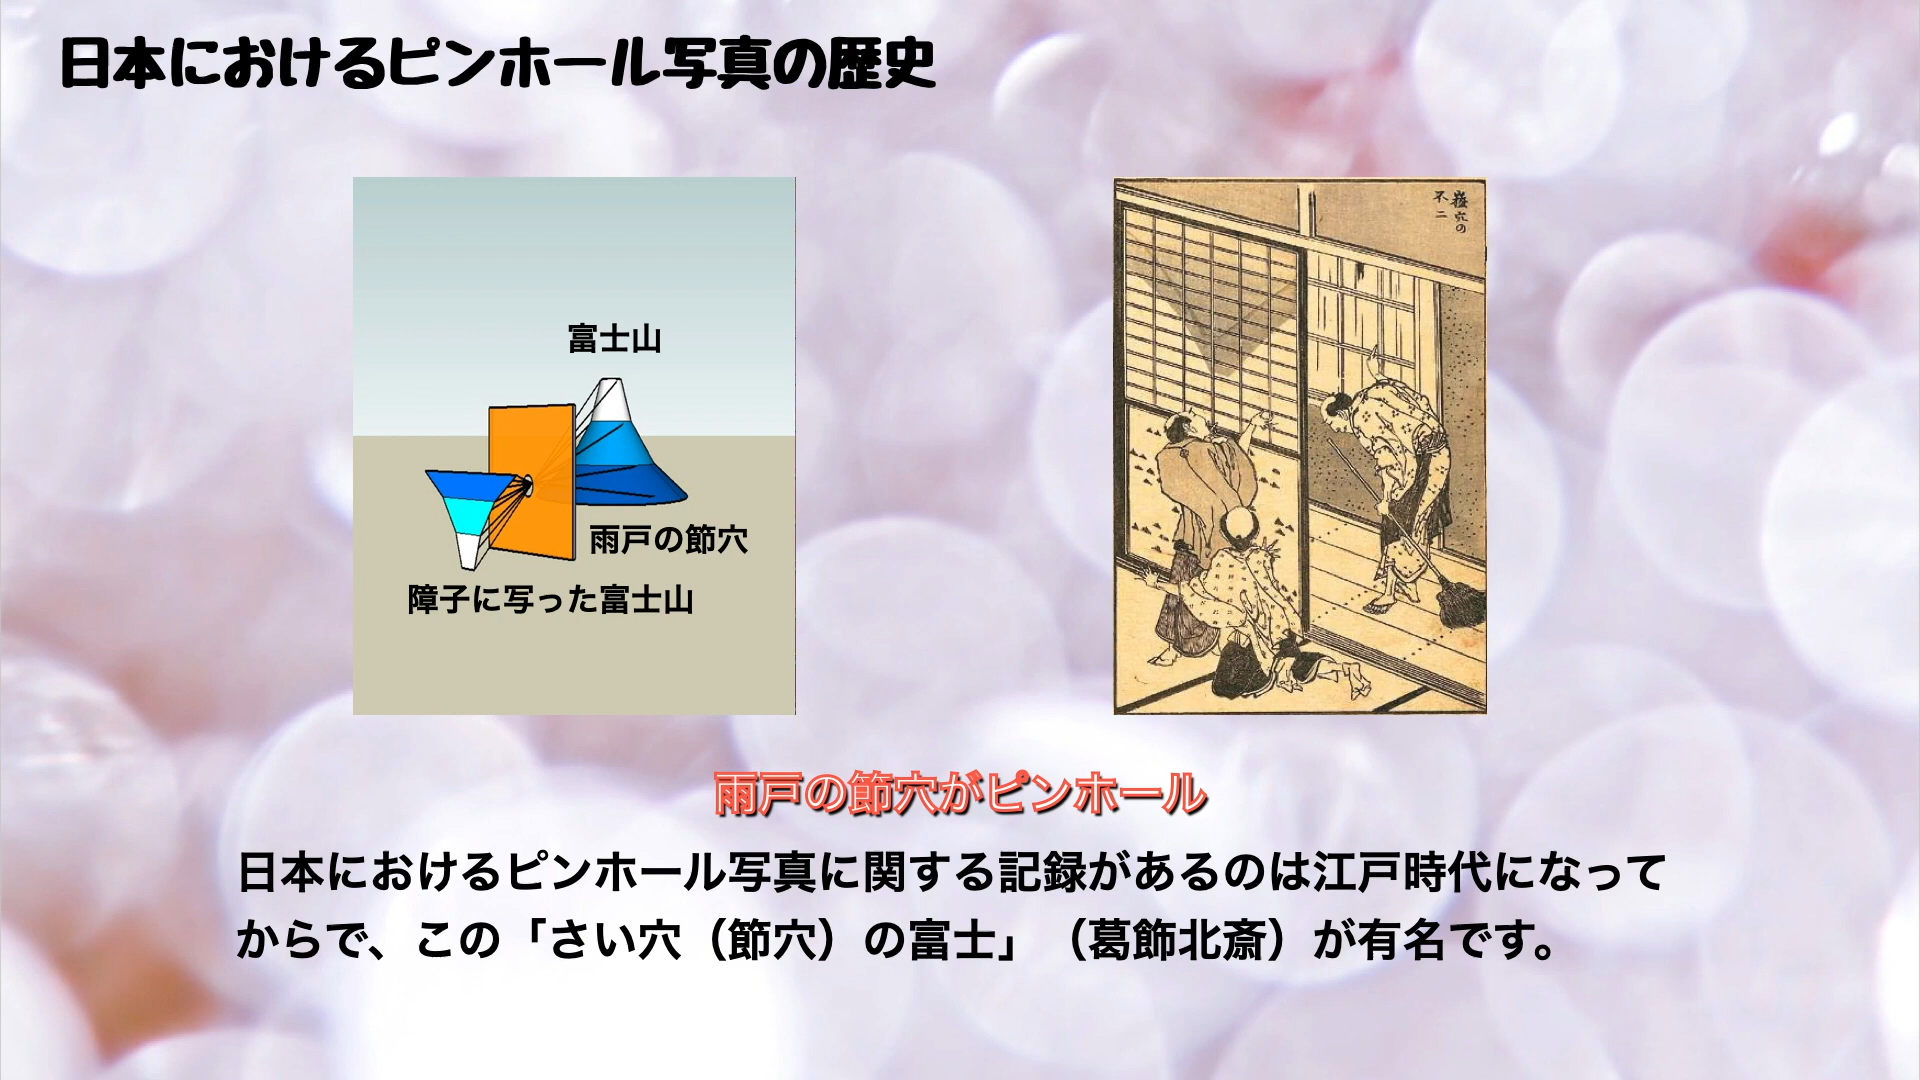 日本におけるピンホール写真の歴史
富士山
雨戸の節穴
障子に写った富士山
穴の
不二
雨戸の節穴がピンホール
日本におけるピンホール写真に関する記録があるのは江戸時代になって
からで、この「さい穴（節穴）の富士」（葛飾北斎）が有名です。